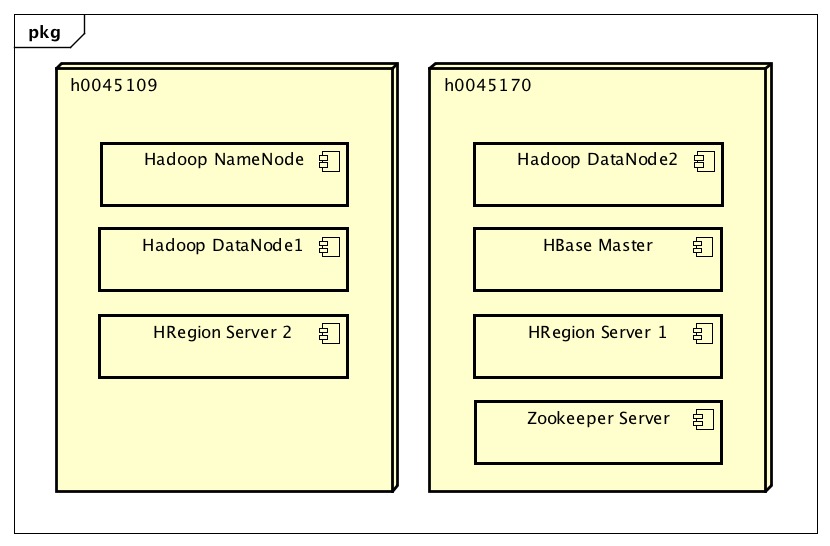 pkg
h0045109
Hadoop NameNode
Hadoop DataNode1
HRegion Server 2
h0045170
Hadoop DataNode2
HBase Master
HRegion Server 1
Zookeeper Server